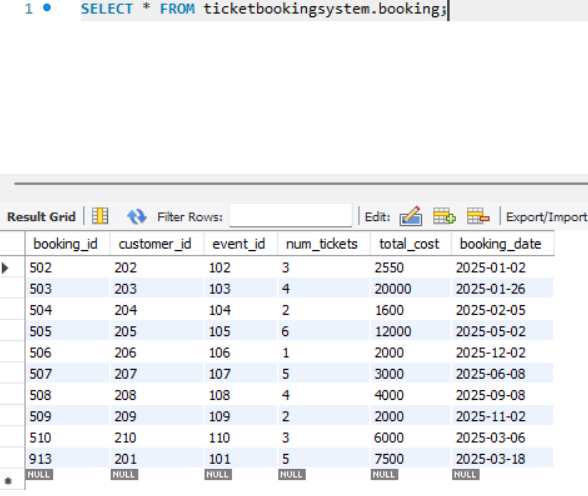 1 SELECT * FROM ticketbookingsystem.booking;
Result Grid Filter Rows: Edit: Export/Import
booking_id customer_id event_id num_tickets total_cost booking_date
502 202 102 3 2550 2025-01-02
503 203 103 4 20000 2025-01-26
504 204 104 2 1600 2025-02-05
505 205 105 6 12000 2025-05-02
506 206 106 1 2000 2025-12-02
507 207 107 5 3000 2025-06-08
508 208 108 4 4000 2025-09-08
509 209 109 2 2000 2025-11-02
510 210 110 3 6000 2025-03-06
913 201 101 5 7500 2025-03-18
NULL NULL NULL NULL NULL NULL